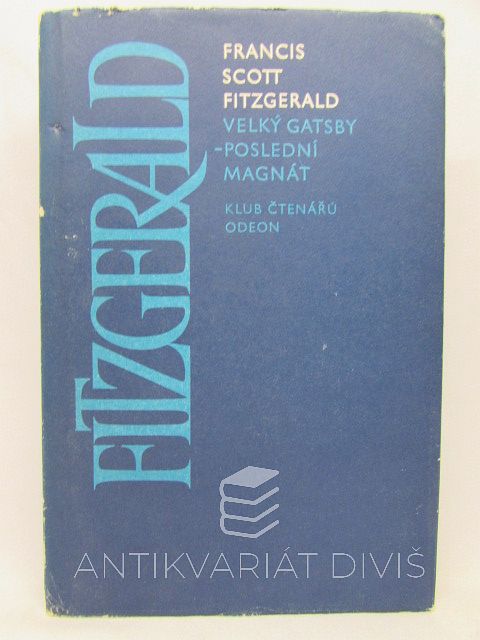 FITZGERALD
FRANCIS
SCOTT
FITZGERALD
VELKÝ GATSBY
-POSLEDNÍ
MAGNÁT
KLUB ČTENÁŘŮ
ODEON
ANTIKVARIÁT DIVIŠ